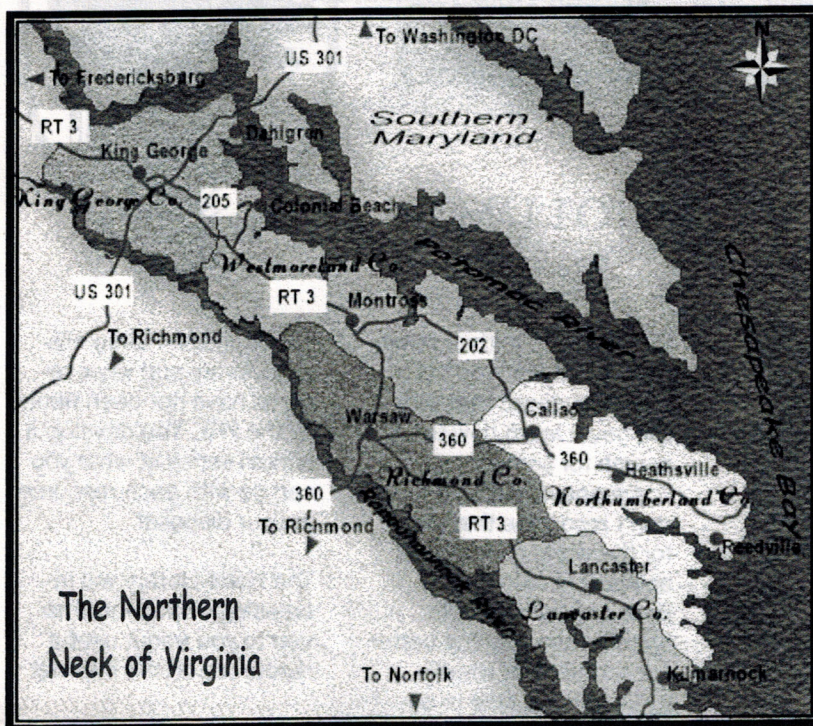 To Washington DC
N
US 301
To Fredericksburg
Southern
Maryland
RT 3
Dahlgren
King George
King George Co.
205
Colonial Beach
Potomac River
Chesapeake Bay
Westmoreland Co.
US 301
RT 3
Montross
To Richmond
202
Warsaw
360
Callao
360
Heathsville
Richmond Co.
Northumberland Co.
360
Rappahannock River
RT 3
To Richmond
Reedville
Lancaster
The Northern
Neck of Virginia
Lancaster Co.
To Norfolk
Kilmarnock